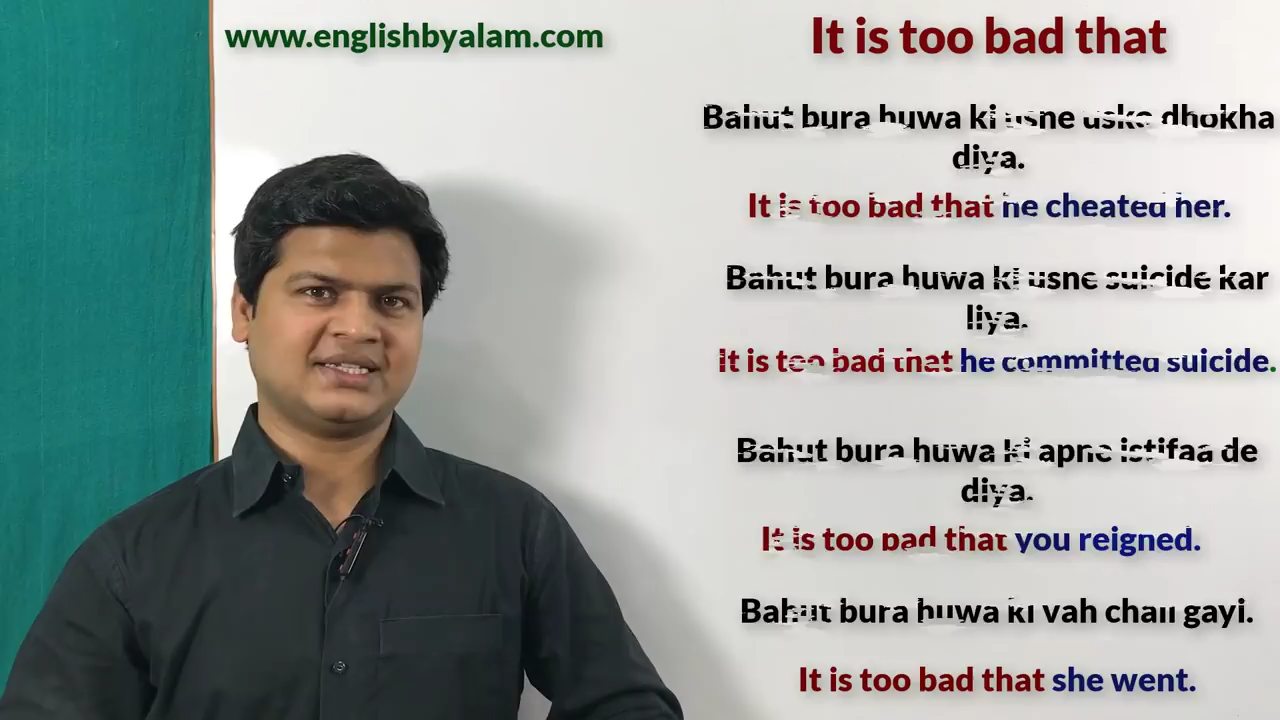 www.englishbyalam.com
It is too bad that
Bahut bura huwa ki usne usko dhokha
diya.
It is too bad that he cheated her.
Bahut bura huwa ki usne suicide kar
liya.
It is too bad that he committed suicide.
Bahut bura huwa ki apne istifaa de
diya.
It is too bad that you reigned.
Bahut bura huwa ki vah chali gayi.
It is too bad that she went.